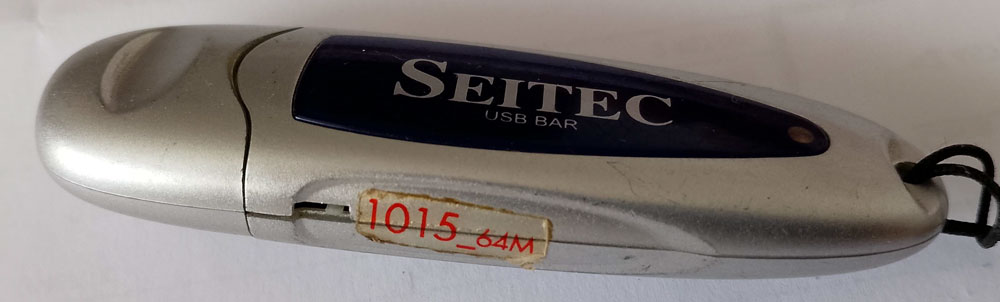 SEITEC
USB BAR
1015_64M